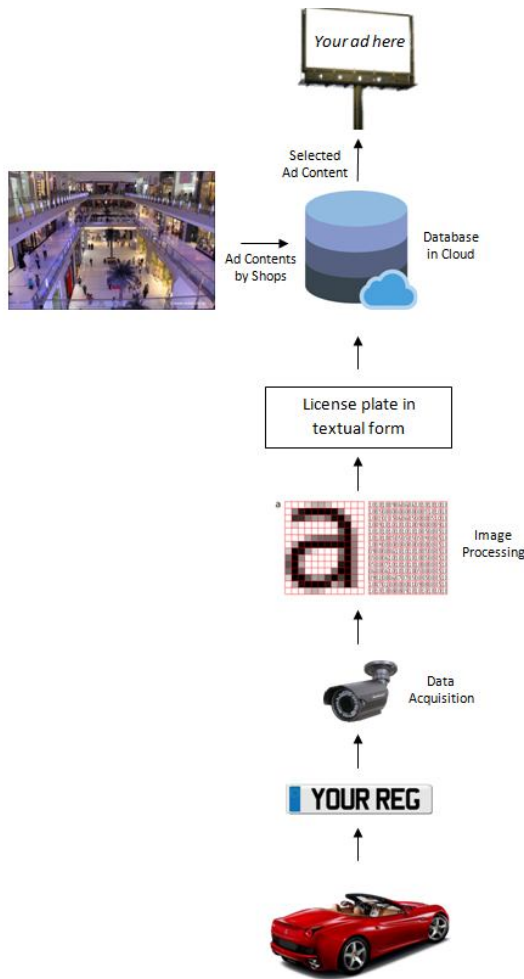 Your ad here
Selected
Ad Content
Ad Contents
by Shops
Database
in Cloud
License plate in
textual form
a
Image
Processing
Data
Acquisition
YOUR REG